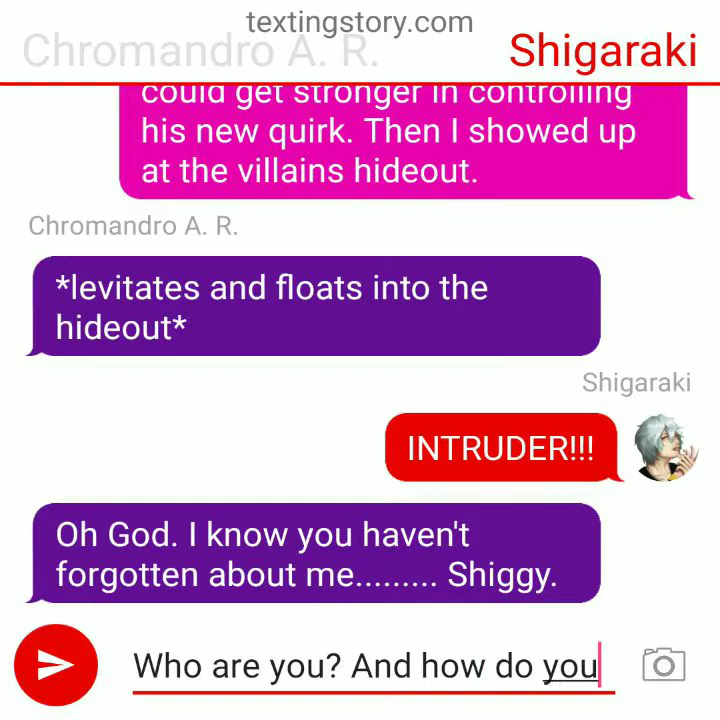 textingstory.com
Chromandro A. R.
Shigaraki
could get stronger in controlling
his new quirk. Then I showed up
at the villains hideout.
Chromandro A. R.
*levitates and floats into the
hideout*
Shigaraki
INTRUDER!!!
Oh God. I know you haven't
forgotten about me......... Shiggy.
Who are you? And how do you